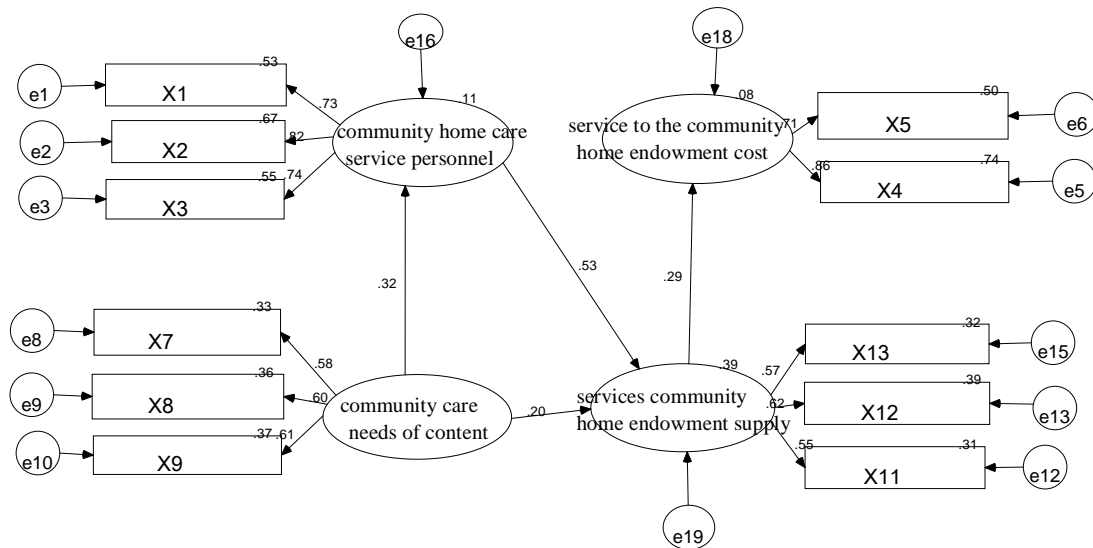 e16
e18
e1
.53
X1
.73
.11
community home care
service personnel
.08
service to the community
home endowment cost
.71
.50
X5
e6
e2
.67
X2
.82
.86
.74
X4
e5
e3
.55
X3
.74
.32
.53
.29
e8
.33
X7
.58
.32
X13
e15
.57
e9
.36
X8
.60
community care
needs of content
.20
.39
services community
home endowment supply
.62
.39
X12
e13
e10
.37
X9
.61
.55
.31
X11
e12
e19